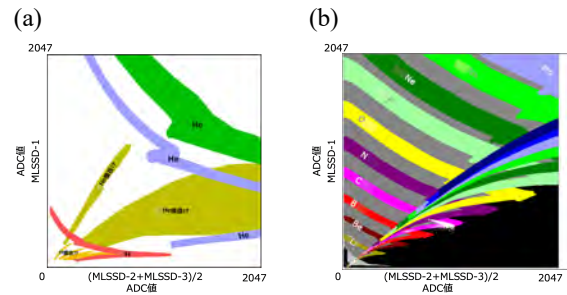 (a)
(b)
2047
2047
ADC値
MLSSD-1
ADC値
MLSSD-1
He
He
He
Ne
O
N
C
B
Be
0
(MLSSD-2+MLSSD-3)/2
2047
ADC値
0
(MLSSD-2+MLSSD-3)/2
2047
ADC値